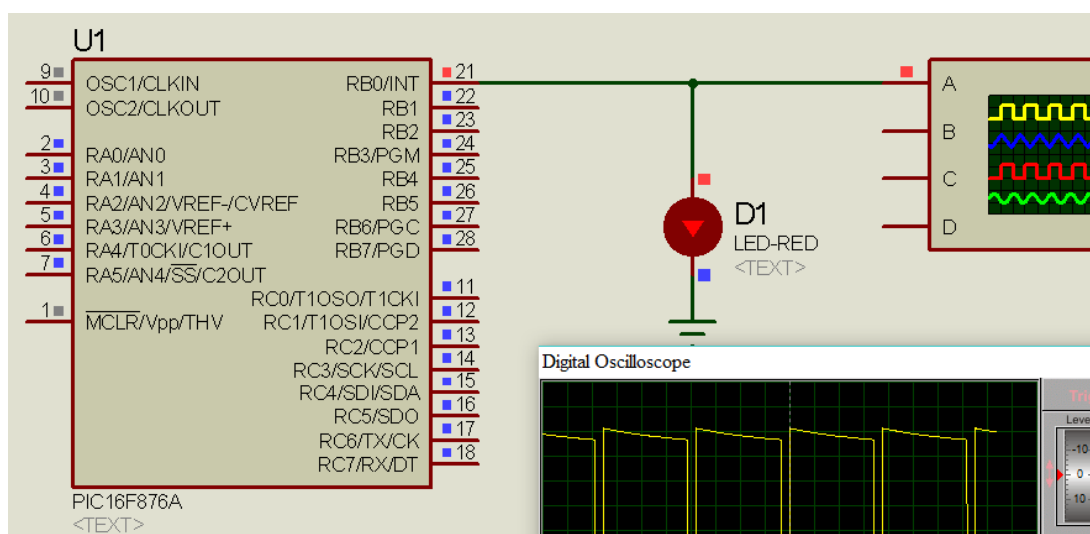 U1
9 OSC1/CLKIN
10 OSC2/CLKOUT
2 RA0/AN0
3 RA1/AN1
4 RA2/AN2/VREF-/CVREF
5 RA3/AN3/VREF+
6 RA4/T0CKI/C1OUT
7 RA5/AN4/SS/C2OUT
1 MCLR/Vpp/THV
RB0/INT 21
RB1 22
RB2 23
RB3/PGM 24
RB4 25
RB5 26
RB6/PGC 27
RB7/PGD 28
RC0/T1OSO/T1CKI 11
RC1/T1OSI/CCP2 12
RC2/CCP1 13
RC3/SCK/SCL 14
RC4/SDI/SDA 15
RC5/SDO 16
RC6/TX/CK 17
RC7/RX/DT 18
PIC16F876A
<TEXT>
D1
LED-RED
<TEXT>
A
B
C
D
Digital Oscilloscope
Leve
-10
0
10